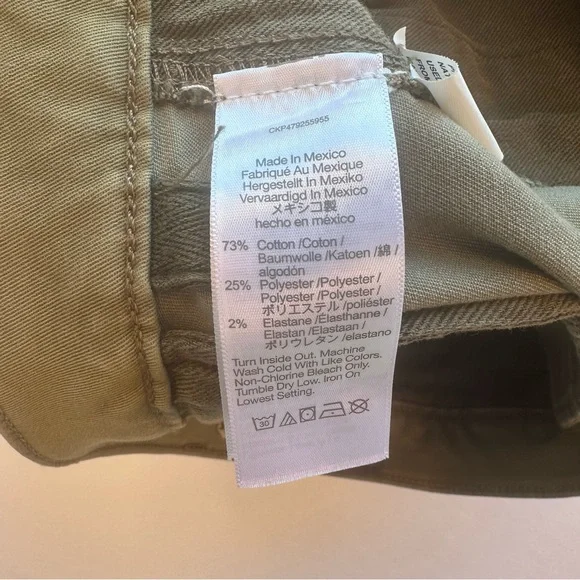 CKP479255955
Made In Mexico
Fabriqué Au Mexique
Hergestellt In Mexiko
Vervaardigd In Mexico
メキシコ製
hecho en méxico
73% Cotton /Coton /
Baumwolle /Katoen /綿 /
algodón
25% Polyester /Polyester /
Polyester /Polyester /
ポリエステル /poliéster
2% Elastane /Elasthanne /
Elastan /Elastaan /
ポリウレタン /elastano
Turn Inside Out. Machine
Wash Cold With Like Colors.
Non-Chlorine Bleach Only.
Tumble Dry Low. Iron On
Lowest Setting.
30
USED